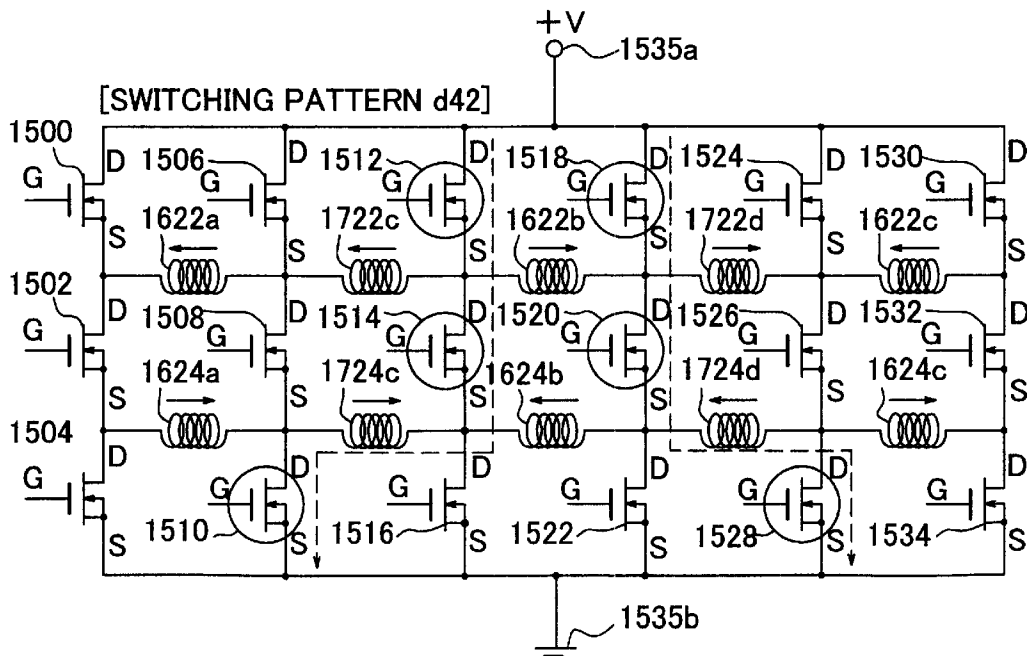 +V
1535a
[SWITCHING PATTERN d42]
1500 D 1506 D 1512 D 1518 D 1524 D 1530 D
G G G G G G
1622a S 1722c S 1622b S 1722d S 1622c S S
1502 D 1508 D 1514 D 1520 D 1526 D 1532 D
G G G G G G
1624a S 1724c S 1624b S 1724d S 1624c S S
1504 D D D D D D
G G G G G G
S 1510 S 1516 S 1522 S 1528 S 1534 S
1535b